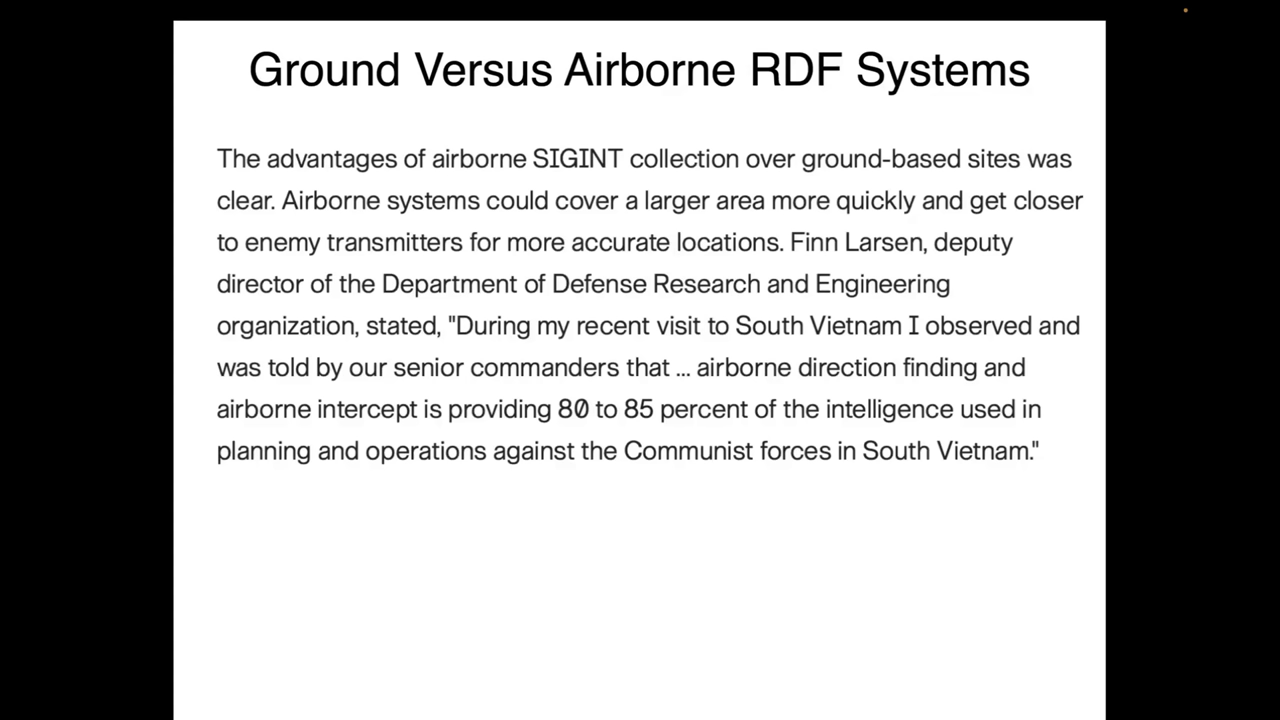 Ground Versus Airborne RDF Systems
The advantages of airborne SIGINT collection over ground-based sites was
clear. Airborne systems could cover a larger area more quickly and get closer
to enemy transmitters for more accurate locations. Finn Larsen, deputy
director of the Department of Defense Research and Engineering
organization, stated, "During my recent visit to South Vietnam I observed and
was told by our senior commanders that ... airborne direction finding and
airborne intercept is providing 80 to 85 percent of the intelligence used in
planning and operations against the Communist forces in South Vietnam."